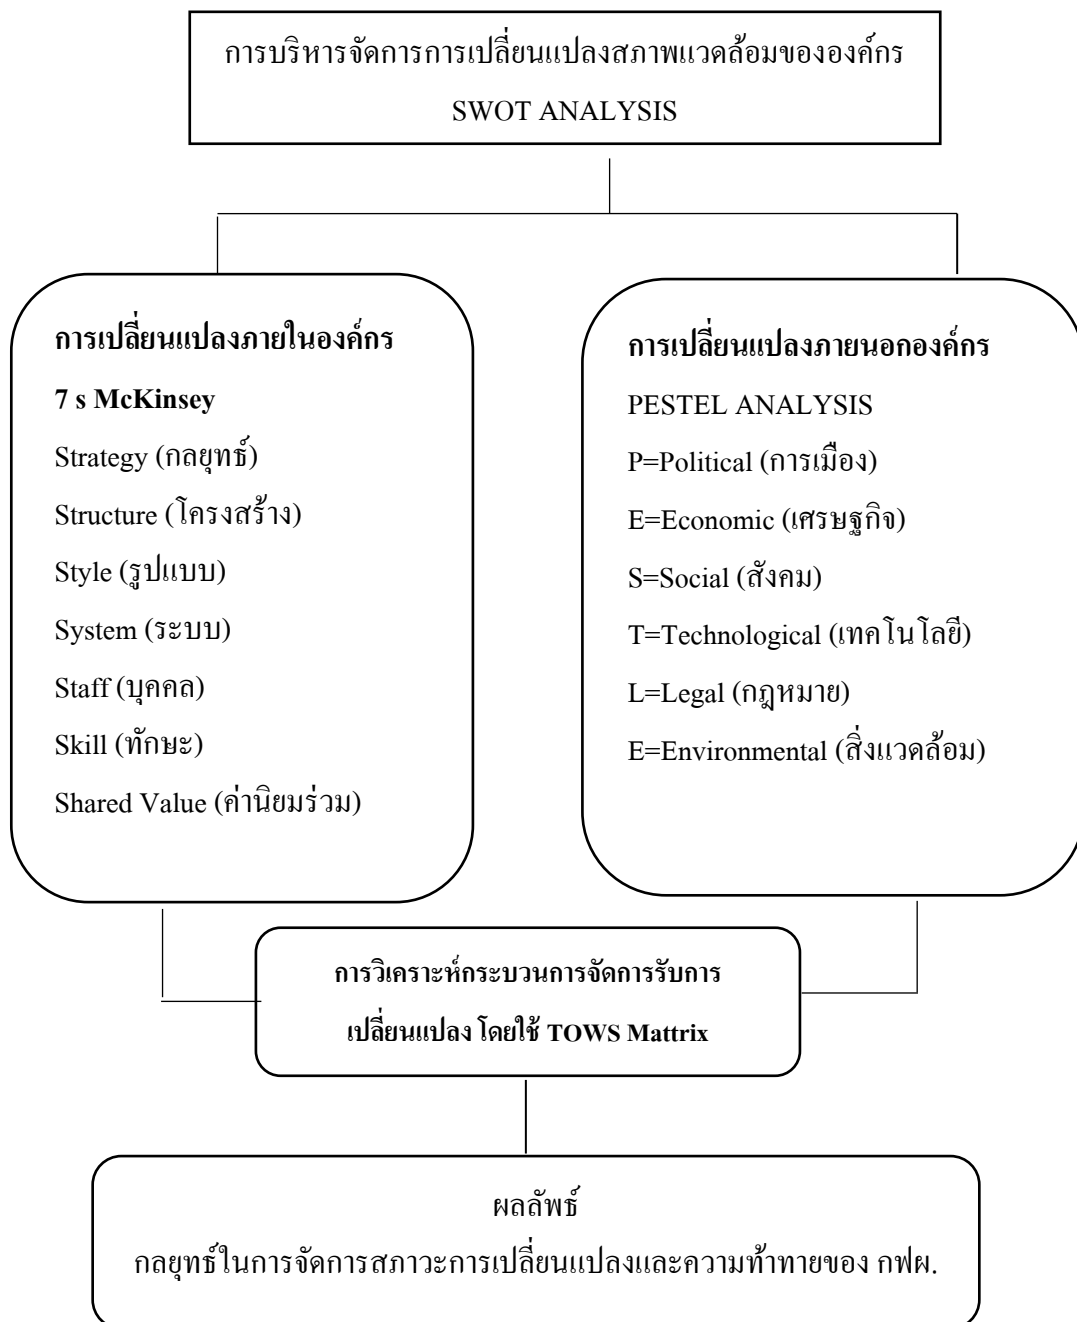 การบริหารจัดการการเปลี่ยนแปลงสภาพแวดล้อมขององค์กร
SWOT ANALYSIS
การเปลี่ยนแปลงภายในองค์กร
7 s McKinsey
Strategy (กลยุทธ์)
Structure (โครงสร้าง)
Style (รูปแบบ)
System (ระบบ)
Staff (บุคคล)
Skill (ทักษะ)
Shared Value (ค่านิยมร่วม)
การเปลี่ยนแปลงภายนอกองค์กร
PESTEL ANALYSIS
P=Political (การเมือง)
E=Economic (เศรษฐกิจ)
S=Social (สังคม)
T=Technological (เทคโนโลยี)
L=Legal (กฎหมาย)
E=Environmental (สิ่งแวดล้อม)
การวิเคราะห์กระบวนการจัดการรับการ
เปลี่ยนแปลง โดยใช้ TOWS Mattrix
ผลลัพธ์
กลยุทธ์ในการจัดการสภาวะการเปลี่ยนแปลงและความท้าทายของ กฟผ.